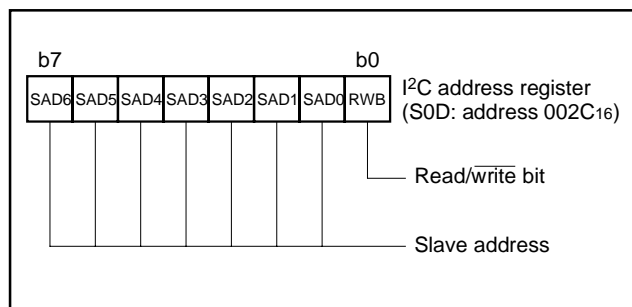 b7 b0
SAD6 SAD5 SAD4 SAD3 SAD2 SAD1 SAD0 RWB
I2C address register
(S0D: address 002C16)
Read/write bit
Slave address